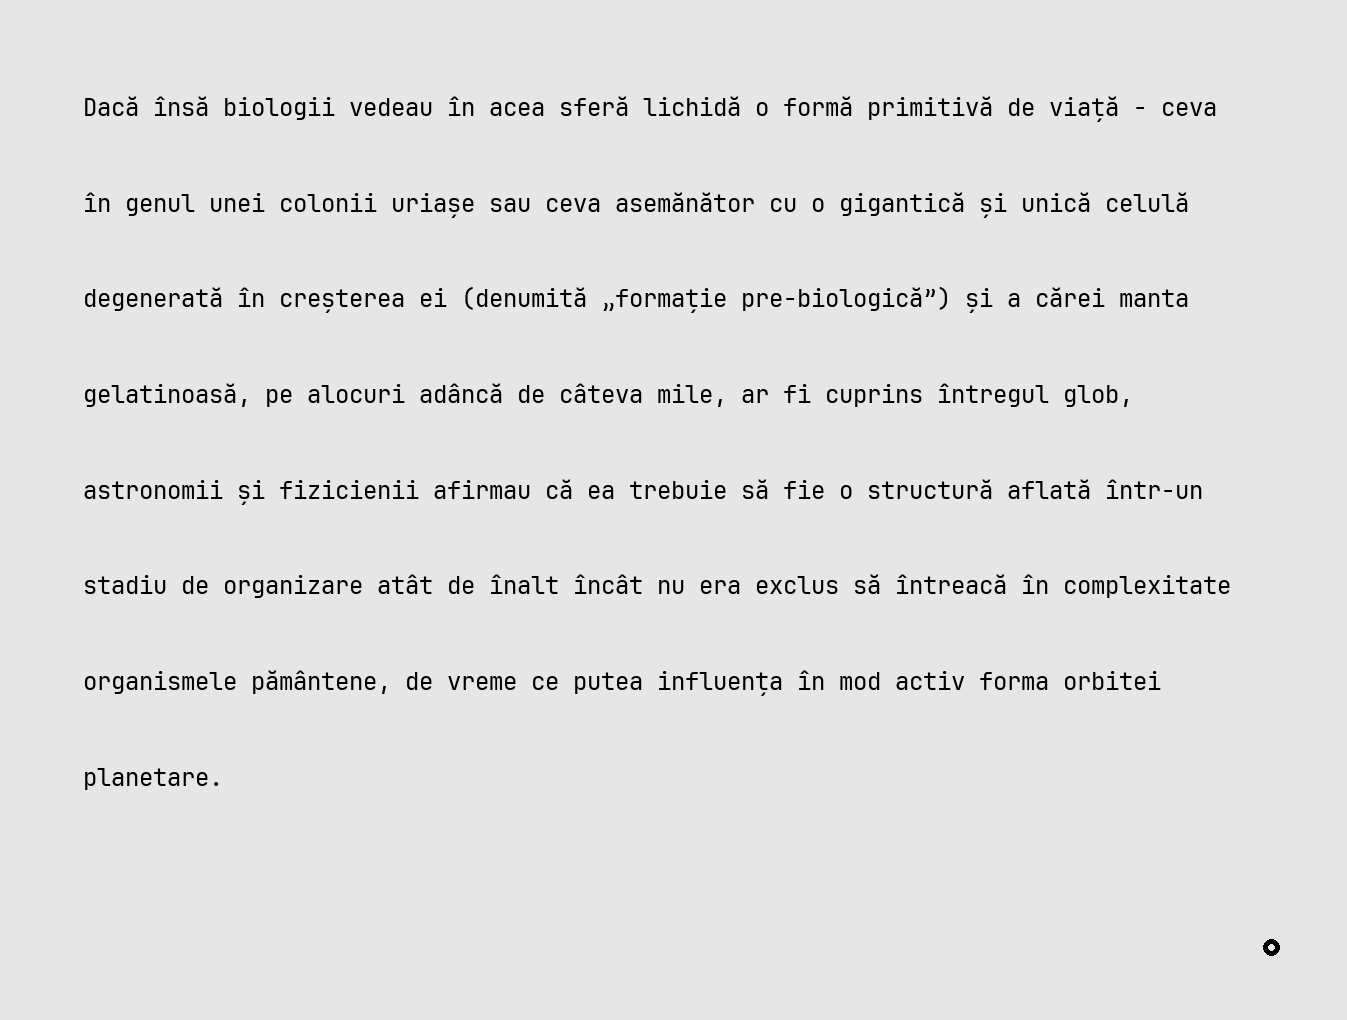 Dacă însă biologii vedeau în acea sferă lichidă o formă primitivă de viață - ceva
în genul unei colonii uriașe sau ceva asemănător cu o gigantică și unică celulă
degenerată în creșterea ei (denumită „formație pre-biologică”) și a cărei manta
gelatinoasă, pe alocuri adâncă de câteva mile, ar fi cuprins întregul glob,
astronomii și fizicienii afirmau că ea trebuie să fie o structură aflată într-un
stadiu de organizare atât de înalt încât nu era exclus să întreacă în complexitate
organismele pământene, de vreme ce putea influența în mod activ forma orbitei
planetare.